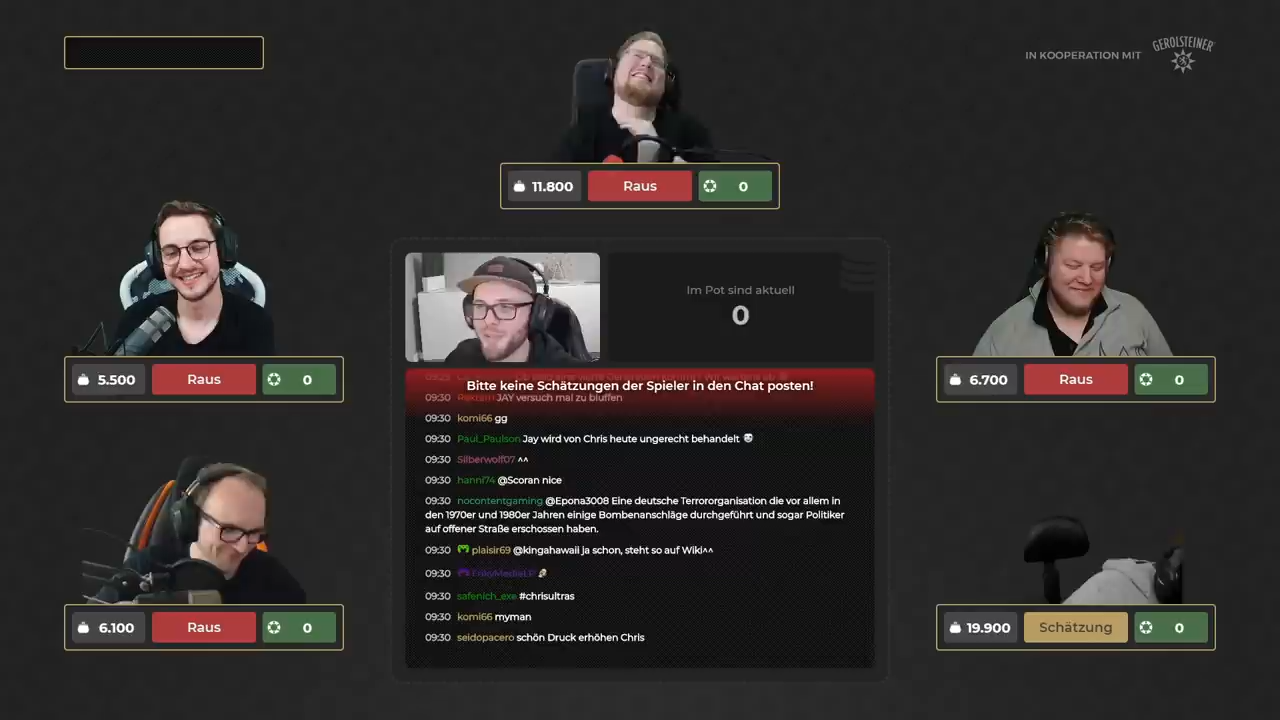 IN KOOPERATION MIT
GEROLSTEINER
11.800 Raus 0
Im Pot sind aktuell
0
5.500 Raus 0
6.700 Raus 0
Bitte keine Schätzungen der Spieler in den Chat posten!
JAY versuch mal zu bluffen
09:30 komi66 gg
09:30 Paul_Paulson Jay wird von Chris heute ungerecht behandelt
09:30 Silberwolf07 ^^
09:30 hanni74 @Scoran nice
09:30 nocontentgaming @Epona3008 Eine deutsche Terrororganisation die vor allem in
den 1970er und 1980er Jahren einige Bombenanschläge durchgeführt und sogar Politiker
auf offener Straße erschossen haben.
09:30 plaisir69 @kingahawaii ja schon, steht so auf Wiki^^
09:30
09:30 safenich_exe #chrisultras
09:30 komi66 myman
09:30 seidopacero schön Druck erhöhen Chris
6.100 Raus 0
19.900 Schätzung 0